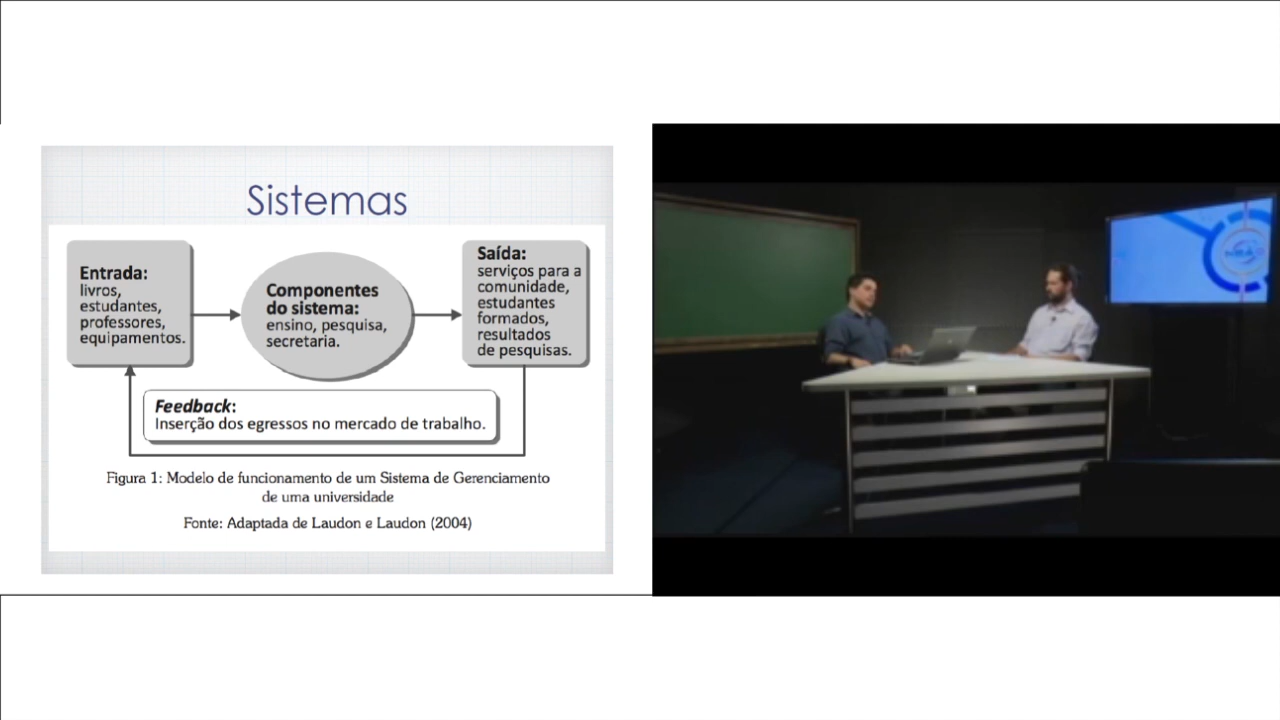 Sistemas
Entrada:
livros,
estudantes,
professores,
equipamentos.
Componentes
do sistema:
ensino, pesquisa,
secretaria.
Saída:
serviços para a
comunidade,
estudantes
formados,
resultados
de pesquisas.
Feedback:
Inserção dos egressos no mercado de trabalho.
Figura 1: Modelo de funcionamento de um Sistema de Gerenciamento
de uma universidade
Fonte: Adaptada de Laudon e Laudon (2004)